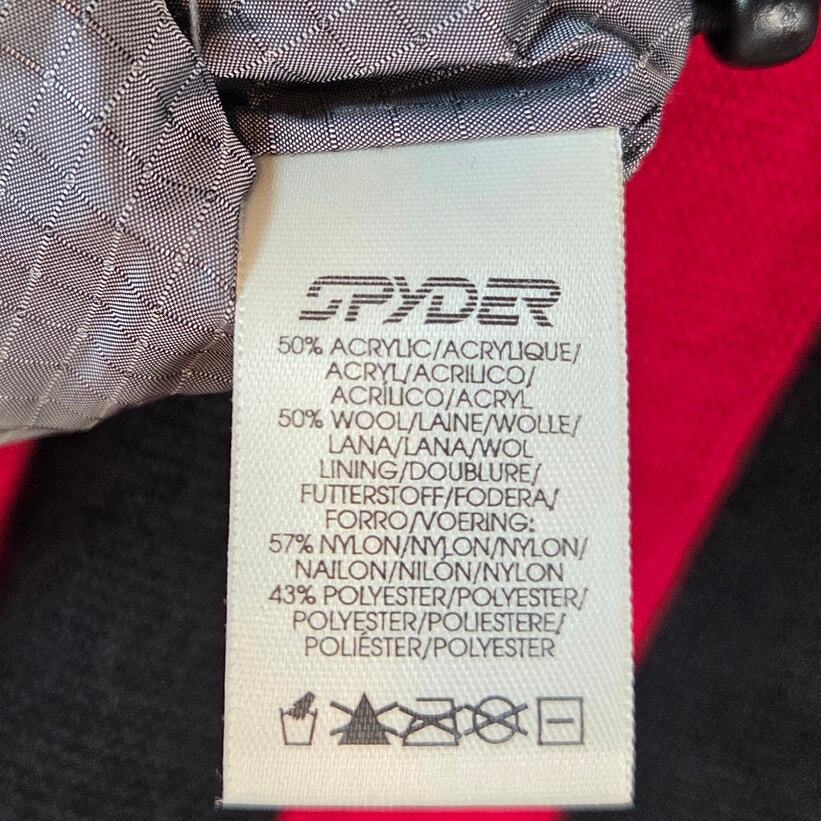 SPYDER
50% ACRYLIC/ACRYLIQUE/
ACRYL/ACRILICO/
ACRÍLICO/ACRYL
50% WOOL/LAINE/WOLLE/
LANA/LANA/WOL
LINING/DOUBLURE/
FUTTERSTOFF/FODERA/
FORRO/VOERING:
57% NYLON/NYLON/NYLON/
NAILON/NILÓN/NYLON
43% POLYESTER/POLYESTER/
POLYESTER/POLIESTERE/
POLIÉSTER/POLYESTER